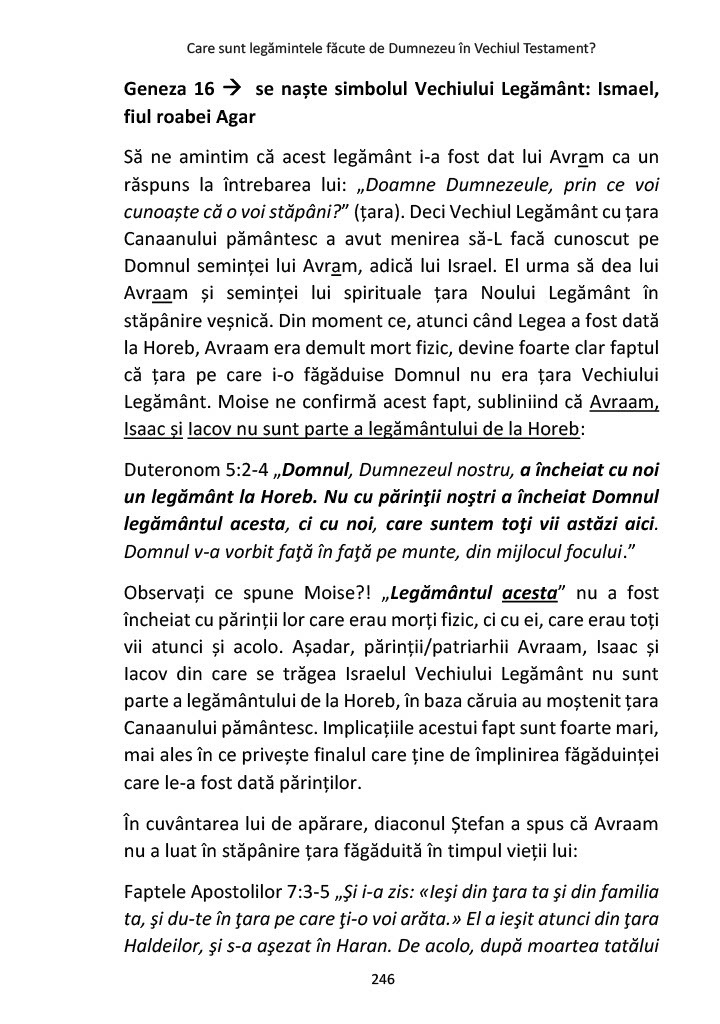 Care sunt legămintele făcute de Dumnezeu în Vechiul Testament?
Geneza 16 → se naște simbolul Vechiului Legământ: Ismael,
fiul roabei Agar
Să ne amintim că acest legământ i-a fost dat lui Avram ca un
răspuns la întrebarea lui: „Doamne Dumnezeule, prin ce voi
cunoaște că o voi stăpâni?” (țara). Deci Vechiul Legământ cu țara
Canaanului pământesc a avut menirea să-L facă cunoscut pe
Domnul seminței lui Avram, adică lui Israel. El urma să dea lui
Avraam și seminței lui spirituale țara Noului Legământ în
stăpânire veșnică. Din moment ce, atunci când Legea a fost dată
la Horeb, Avraam era demult mort fizic, devine foarte clar faptul
că țara pe care i-o făgăduise Domnul nu era țara Vechiului
Legământ. Moise ne confirmă acest fapt, subliniind că Avraam,
Isaac și Iacov nu sunt parte a legământului de la Horeb:
Duteronom 5:2-4 „Domnul, Dumnezeul nostru, a încheiat cu noi
un legământ la Horeb. Nu cu părinţii noştri a încheiat Domnul
legământul acesta, ci cu noi, care suntem toţi vii astăzi aici.
Domnul v-a vorbit faţă în faţă pe munte, din mijlocul focului.”
Observați ce spune Moise?! „Legământul acesta” nu a fost
încheiat cu părinții lor care erau morți fizic, ci cu ei, care erau toți
vii atunci și acolo. Așadar, părinții/patriarhii Avraam, Isaac și
Iacov din care se trăgea Israelul Vechiului Legământ nu sunt
parte a legământului de la Horeb, în baza căruia au moștenit țara
Canaanului pământesc. Implicațiile acestui fapt sunt foarte mari,
mai ales în ce privește finalul care ține de împlinirea făgăduinței
care le-a fost dată părinților.
În cuvântarea lui de apărare, diaconul Ștefan a spus că Avraam
nu a luat în stăpânire țara făgăduită în timpul vieții lui:
Faptele Apostolilor 7:3-5 „Şi i-a zis: «Ieşi din ţara ta şi din familia
ta, şi du-te în ţara pe care ţi-o voi arăta.» El a ieşit atunci din ţara
Haldeilor, şi s-a aşezat în Haran. De acolo, după moartea tatălui
246